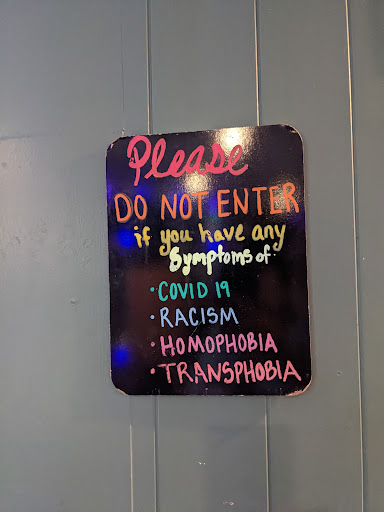 Please
DO NOT ENTER
if you have any
Symptoms of:
• COVID 19
• RACISM
• HOMOPHOBIA
• TRANSPHOBIA